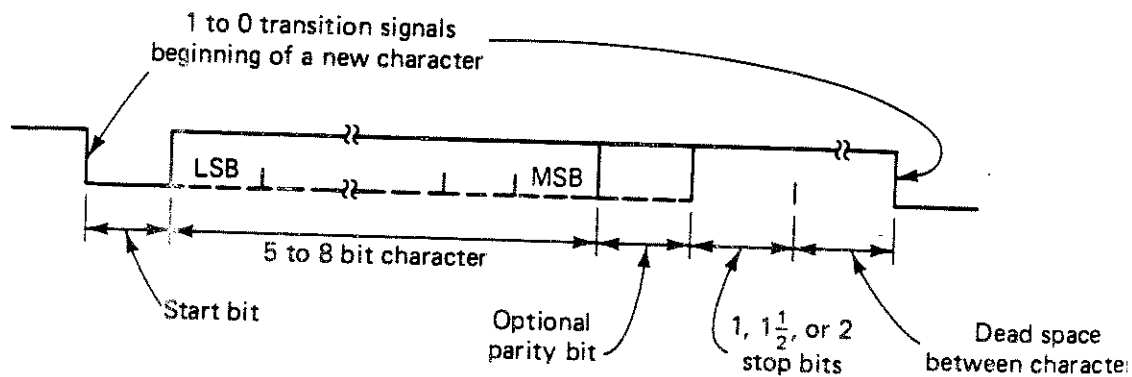 1 to 0 transition signals
beginning of a new character
LSB
MSB
5 to 8 bit character
Start bit
Optional
parity bit
1, 1½, or 2
stop bits
Dead space
between characte